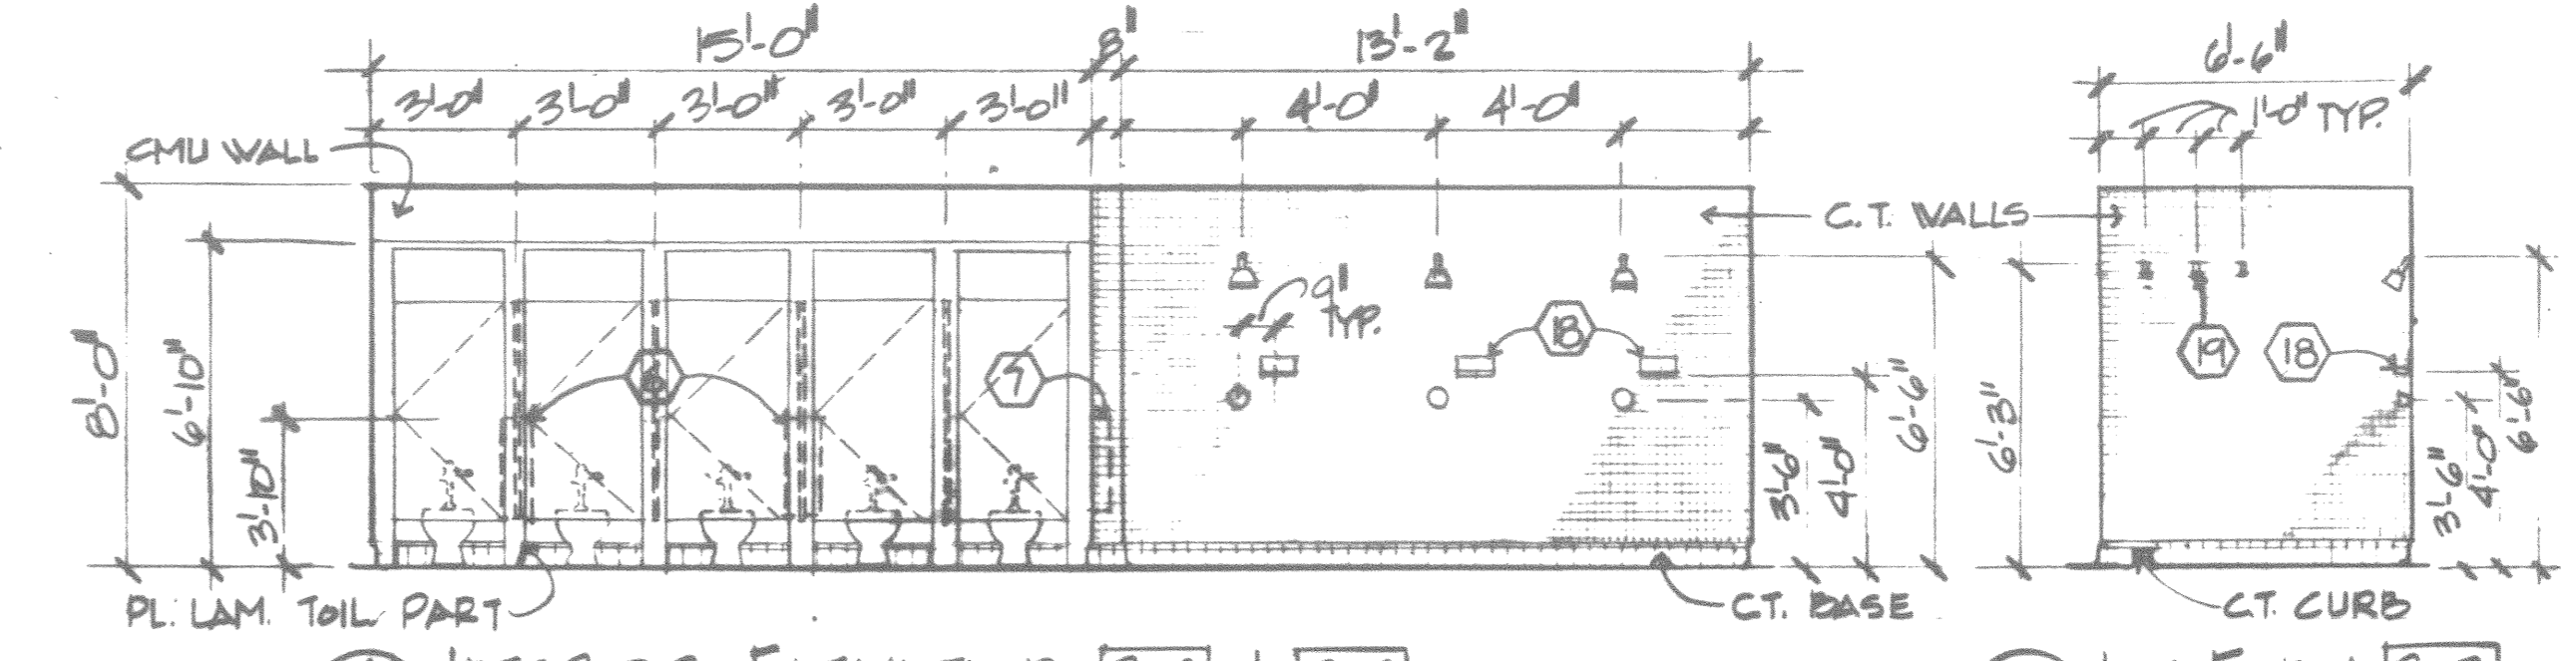 15'-0" 8" 13'-2" 6'-6"
3'-0" 3'-0" 3'-0" 3'-0" 3'-0" 4'-0" 4'-0" 1'-0" TYP.
CMU WALL
C.T. WALLS
9"
TYP.
18
19 18
7
8'-0" 6'-10" 3'-10"
3'-6" 4'-0" 6'-6" 6'-3" 3'-6" 4'-0" 6'-6"
PL. LAM. TOIL. PART
C.T. BASE
C.T. CURB